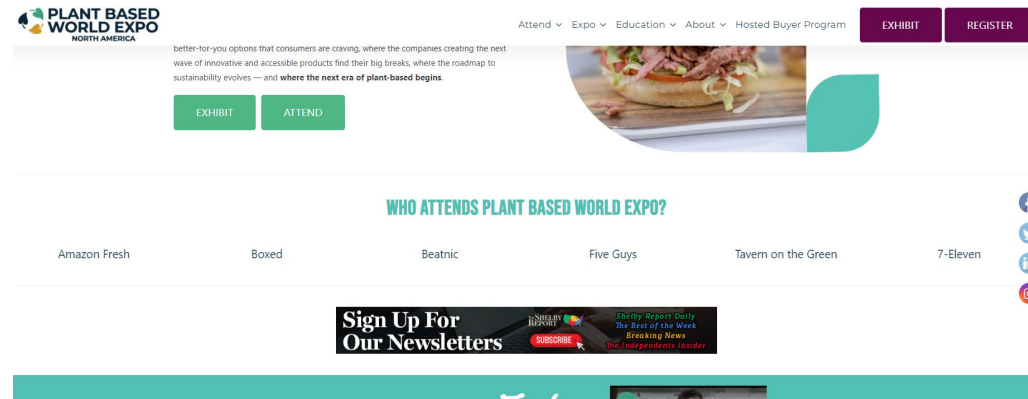 PLANT BASED
WORLD EXPO
NORTH AMERICA
Attend Expo Education About Hosted Buyer Program EXHIBIT REGISTER
better-for-you options that consumers are craving, where the companies creating the next
wave of innovative and accessible products find their big breaks, where the roadmap to
sustainability evolves — and where the next era of plant-based begins.
EXHIBIT ATTEND
WHO ATTENDS PLANT BASED WORLD EXPO?
Amazon Fresh Boxed Beatnic Five Guys Tavern on the Green 7-Eleven
Sign Up For
Our Newsletters
The SHELBY
REPORT
SUBSCRIBE
Shelby Report Daily
The Best of the Week
Breaking News
The Independents Insider